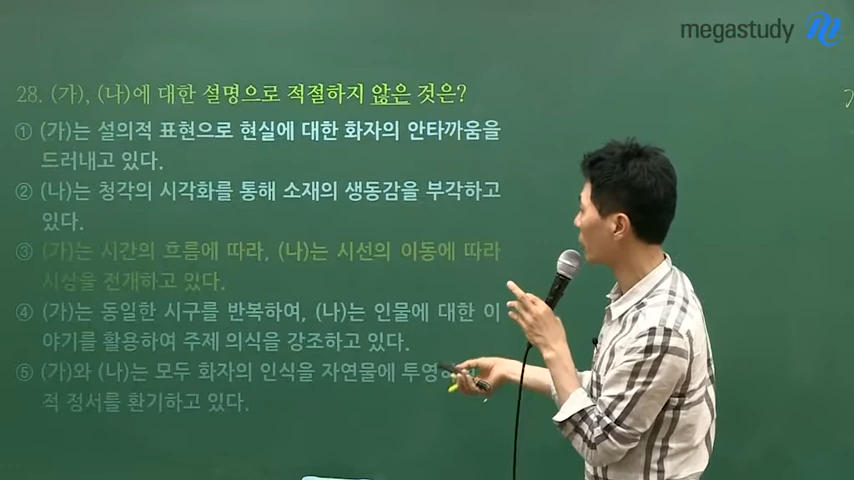 megastudy
28. (가), (나)에 대한 설명으로 적절하지 않은 것은?
① (가)는 설의적 표현으로 현실에 대한 화자의 안타까움을
드러내고 있다.
② (나)는 청각의 시각화를 통해 소재의 생동감을 부각하고
있다.
③ (가)는 시간의 흐름에 따라, (나)는 시선의 이동에 따라
시상을 전개하고 있다.
④ (가)는 동일한 시구를 반복하여, (나)는 인물에 대한 이
야기를 활용하여 주제 의식을 강조하고 있다.
⑤ (가)와 (나)는 모두 화자의 인식을 자연물에
적 정서를 환기하고 있다.